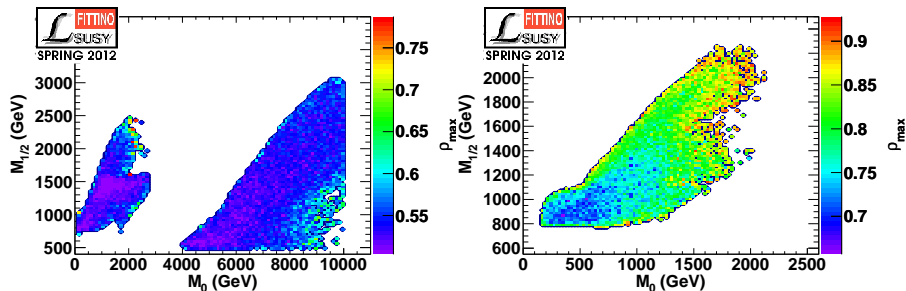 FITTINO
SUSY
SPRING 2012
M1/2 (GeV)
3000
2500
2000
1500
1000
500
0 2000 4000 6000 8000 10000
M0 (GeV)
0.75
0.7
0.65
0.6
0.55
ρmax
FITTINO
SUSY
SPRING 2012
M1/2 (GeV)
2000
1800
1600
1400
1200
1000
800
600
0 500 1000 1500 2000 2500
M0 (GeV)
0.9
0.85
0.8
0.75
0.7
ρmax